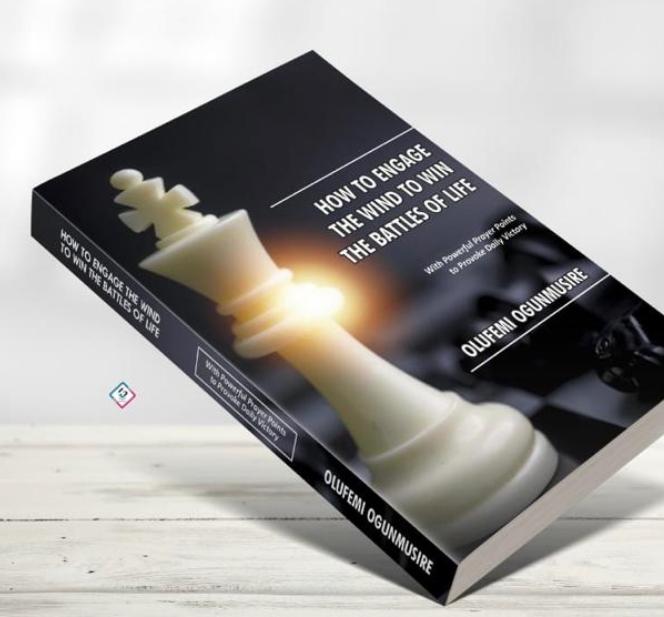 HOW TO ENGAGE
THE WIND TO WIN
THE BATTLES OF LIFE
With Powerful Prayer Points
to Provoke Daily Victory
OLUFEMI OGUNMUSIRE
HOW TO ENGAGE THE WIND
TO WIN THE BATTLES OF LIFE
With Powerful Prayer Points
to Provoke Daily Victory
OLUFEMI OGUNMUSIRE